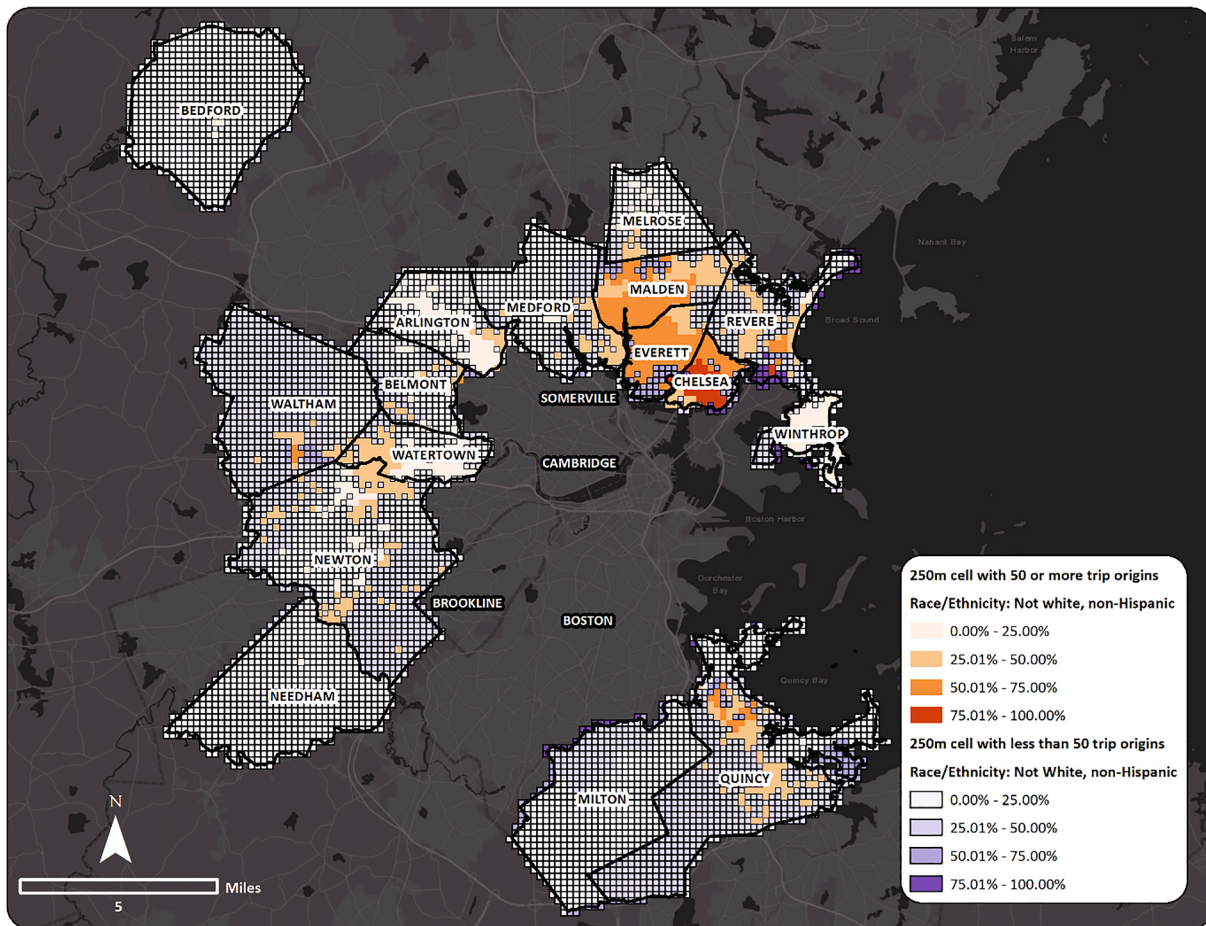 Salem
Harbor
BEDFORD
MELROSE
Nahant Bay
MALDEN
MEDFORD
ARLINGTON
REVERE
Broad Sound
EVERETT
BELMONT
CHELSEA
SOMERVILLE
WALTHAM
WINTHROP
WATERTOWN
CAMBRIDGE
Boston Harbor
NEWTON
Dorchester
Bay
BROOKLINE
BOSTON
NEEDHAM
Quincy Bay
QUINCY
MILTON
N
Miles
5
250m cell with 50 or more trip origins
Race/Ethnicity: Not white, non-Hispanic
0.00% - 25.00%
25.01% - 50.00%
50.01% - 75.00%
75.01% - 100.00%
250m cell with less than 50 trip origins
Race/Ethnicity: Not White, non-Hispanic
0.00% - 25.00%
25.01% - 50.00%
50.01% - 75.00%
75.01% - 100.00%